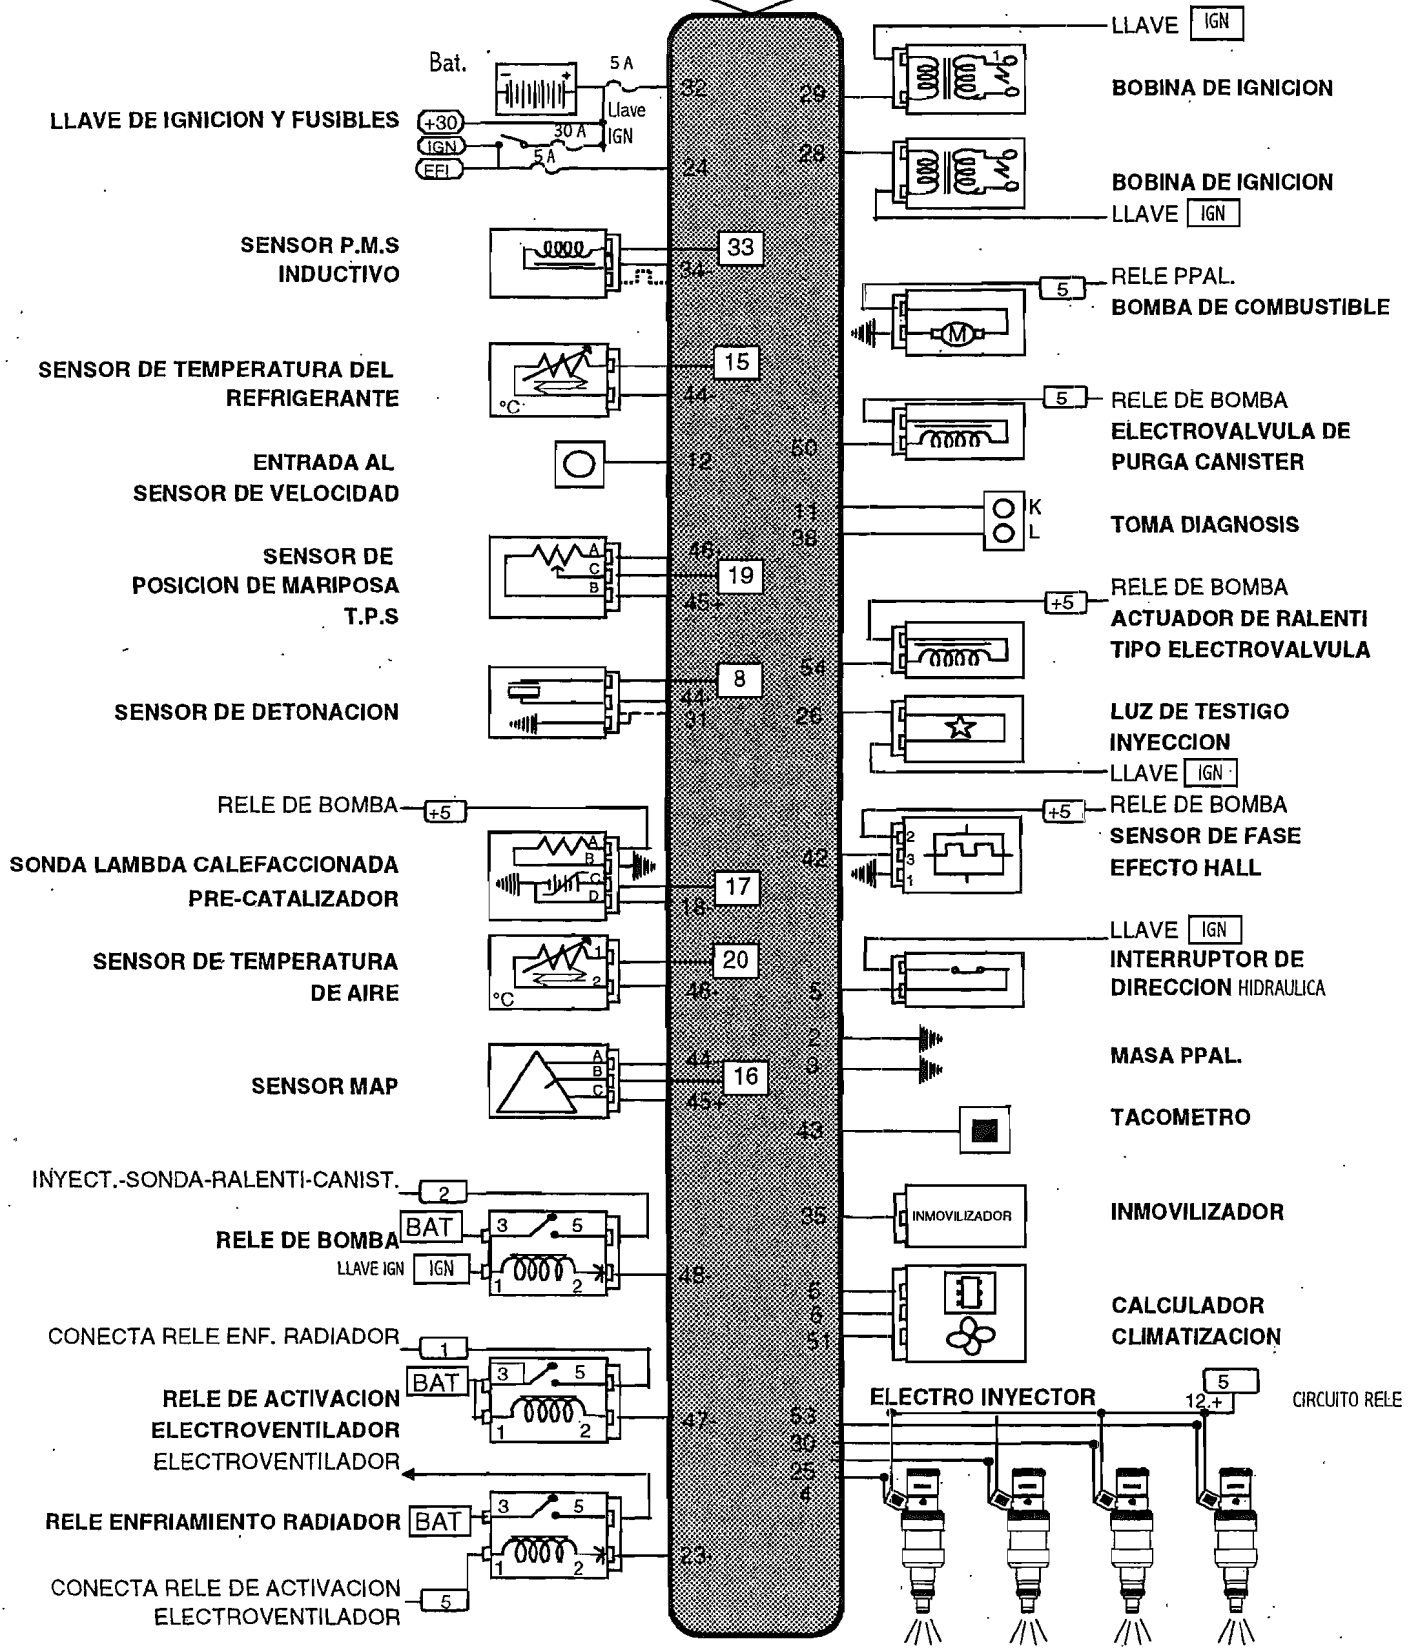 Bat.
5 A
32
LLAVE DE IGNICION Y FUSIBLES
+30
Llave
IGN
30 A
IGN
5 A
EFI
24
SENSOR P.M.S
INDUCTIVO
33
34-
SENSOR DE TEMPERATURA DEL
REFRIGERANTE
°C
15
44-
ENTRADA AL
SENSOR DE VELOCIDAD
12
SENSOR DE
POSICION DE MARIPOSA
T.P.S
A
C
B
46-
19
45+
SENSOR DE DETONACION
8
44-
31
RELE DE BOMBA
+5
SONDA LAMBDA CALEFACCIONADA
PRE-CATALIZADOR
A
B
C
D
17
18-
SENSOR DE TEMPERATURA
DE AIRE
°C
1
2
20
46-
SENSOR MAP
A
B
C
44-
16
45+
INYECT.-SONDA-RALENTI-CANIST.
2
RELE DE BOMBA
BAT
3
5
LLAVE IGN
IGN
1
2
48-
CONECTA RELE ENF. RADIADOR
1
BAT
3
5
RELE DE ACTIVACION
ELECTROVENTILADOR
1
2
47-
ELECTROVENTILADOR
RELE ENFRIAMIENTO RADIADOR
BAT
3
5
1
2
23-
CONECTA RELE DE ACTIVACION
ELECTROVENTILADOR
5
LLAVE IGN
1
29
BOBINA DE IGNICION
28
BOBINA DE IGNICION
LLAVE IGN
5
RELE PPAL.
BOMBA DE COMBUSTIBLE
M
5
RELE DE BOMBA
ELECTROVALVULA DE
PURGA CANISTER
50
11
K
38
L
TOMA DIAGNOSIS
+5
RELE DE BOMBA
ACTUADOR DE RALENTI
TIPO ELECTROVALVULA
54
26
LUZ DE TESTIGO
INYECCION
LLAVE IGN
+5
RELE DE BOMBA
SENSOR DE FASE
EFECTO HALL
2
3
1
42
LLAVE IGN
INTERRUPTOR DE
DIRECCION HIDRAULICA
5
2
MASA PPAL.
TACOMETRO
43
35
INMOVILIZADOR
INMOVILIZADOR
6
51
CALCULADOR
CLIMATIZACION
ELECTRO INYECTOR
5
12.+
CIRCUITO RELE
53
30
25
4